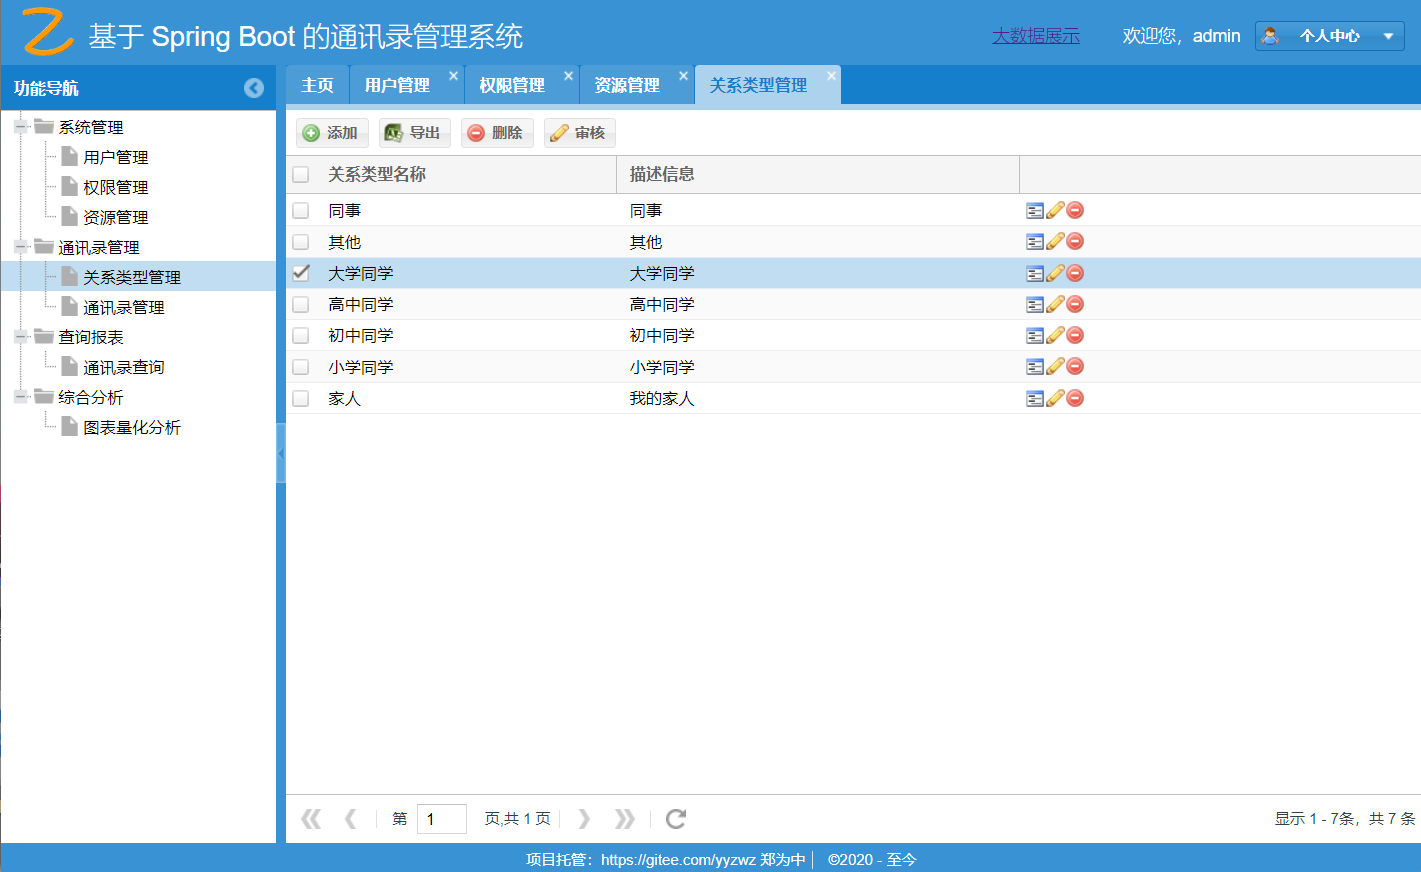 基于 Spring Boot 的通讯录管理系统
大数据展示 欢迎您，admin 个人中心
功能导航
主页 用户管理 权限管理 资源管理 关系类型管理
系统管理
用户管理
权限管理
资源管理
通讯录管理
关系类型管理
通讯录管理
查询报表
通讯录查询
综合分析
图表量化分析
添加 导出 删除 审核
关系类型名称 描述信息
同事 同事
其他 其他
大学同学 大学同学
高中同学 高中同学
初中同学 初中同学
小学同学 小学同学
家人 我的家人
第 1 页,共 1 页 显示 1 - 7条，共 7 条
项目托管：https://gitee.com/yyzwz 郑为中 | ©2020 - 至今